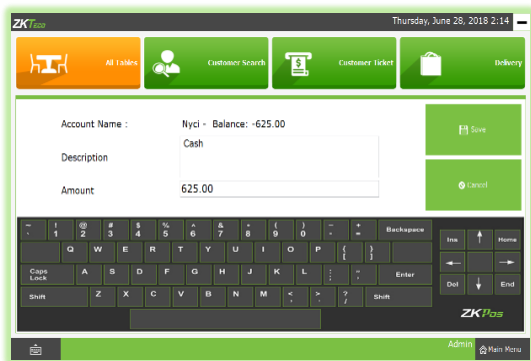 ZKTeco
Thursday, June 28, 2018 2:14
All Tables
Customer Search
Customer Ticket
Delivery
Account Name :
Nyci - Balance: -625.00
Description
Cash
Amount
625.00
Save
Cancel
~ ! @ # $ % ^ & * ( ) - + Backspace
1 2 3 4 5 6 7 8 9 0 - =
Q W E R T Y U I O P { }
[ ]
Caps Lock A S D F G H J K L : " Enter
;
Shift Z X C V B N M < > ? Shift
, . /
Ins Home
Del End
ZKPos
Admin
Main Menu